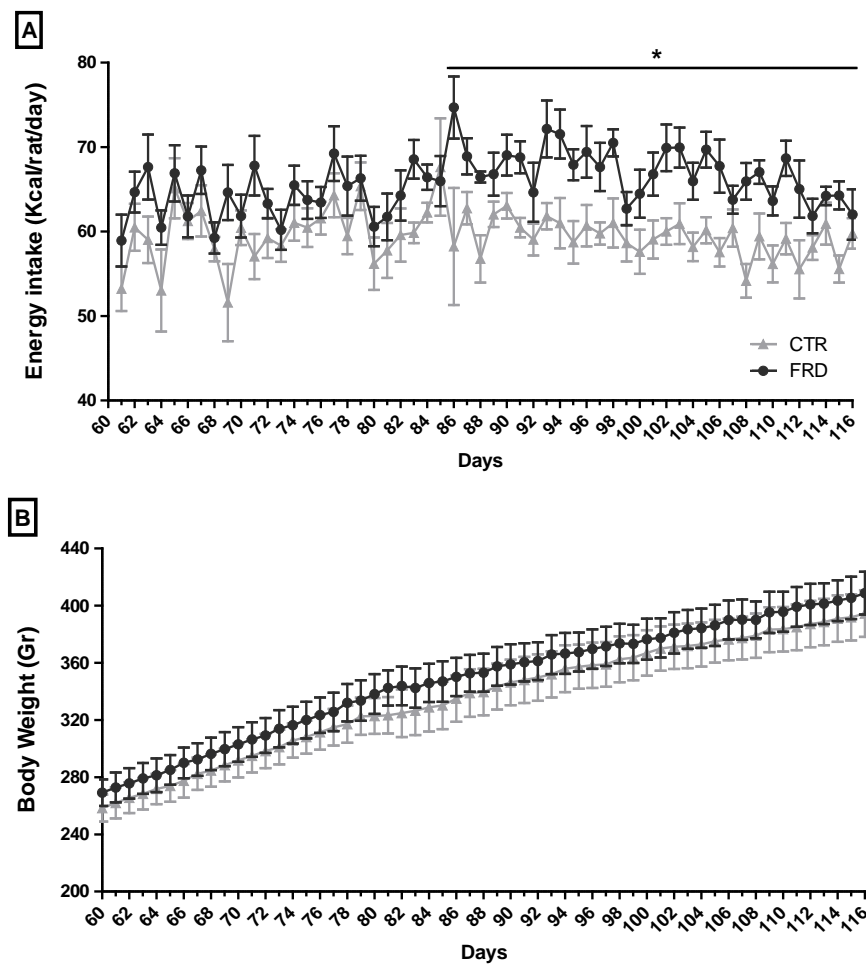 A
Energy intake (Kcal/rat/day)
80
70
60
50
40
*
CTR
FRD
60 62 64 66 68 70 72 74 76 78 80 82 84 86 88 90 92 94 96 98 100 102 104 106 108 110 112 114 116
Days
B
Body Weight (Gr)
440
400
360
320
280
240
200
60 62 64 66 68 70 72 74 76 78 80 82 84 86 88 90 92 94 96 98 100 102 104 106 108 110 112 114 116
Days